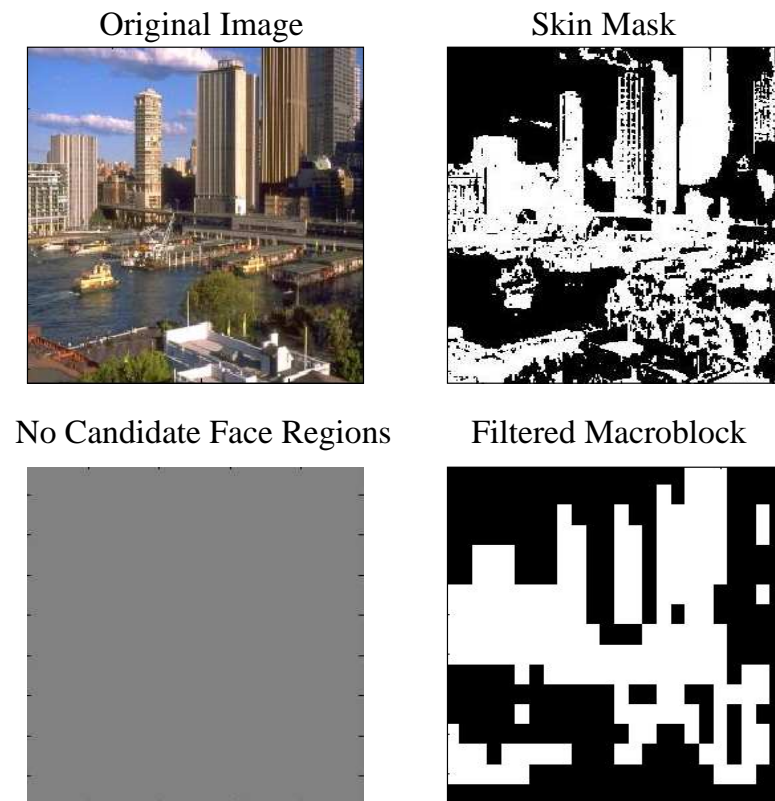 Original Image
Skin Mask
No Candidate Face Regions
Filtered Macroblock